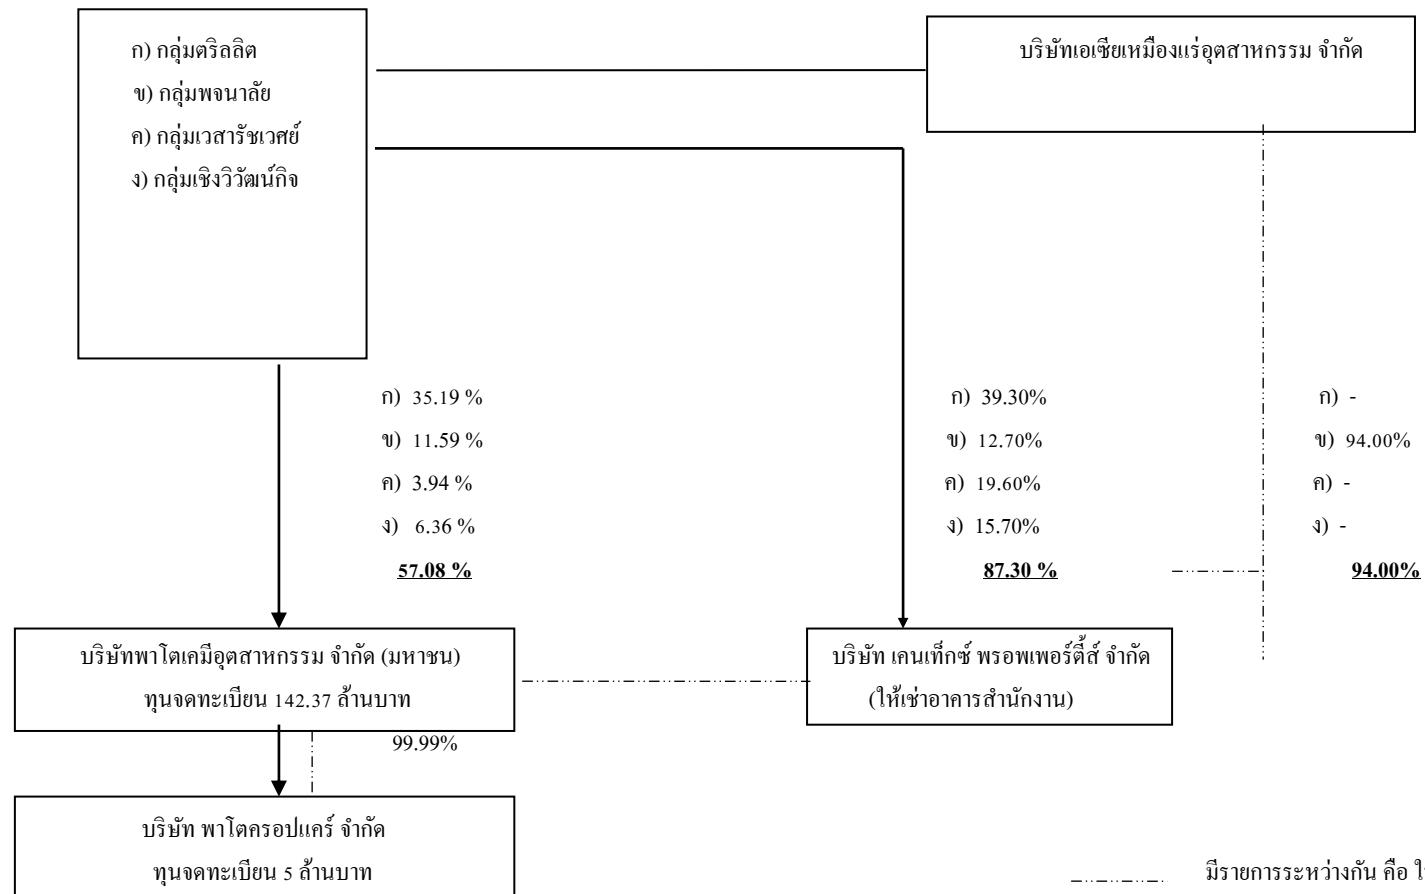 ก) กลุ่มตริลลิต
ข) กลุ่มพจนาลัย
ค) กลุ่มเวสารัชเวศย์
ง) กลุ่มเชิงวิวัฒน์กิจ
บริษัทเอเซียเหมืองแร่อุตสาหกรรม จำกัด
ก) 35.19 %
ข) 11.59 %
ค) 3.94 %
ง) 6.36 %
57.08 %
ก) 39.30%
ข) 12.70%
ค) 19.60%
ง) 15.70%
87.30 %
ก) -
ข) 94.00%
ค) -
ง) -
94.00%
บริษัทพาโตเคมีอุตสาหกรรม จำกัด (มหาชน)
ทุนจดทะเบียน 142.37 ล้านบาท
บริษัท เคนเท็กซ์ พรอพเพอร์ตี้ส์ จำกัด
(ให้เช่าอาคารสำนักงาน)
99.99%
บริษัท พาโตครอปแคร์ จำกัด
ทุนจดทะเบียน 5 ล้านบาท
มีรายการระหว่างกัน คือ